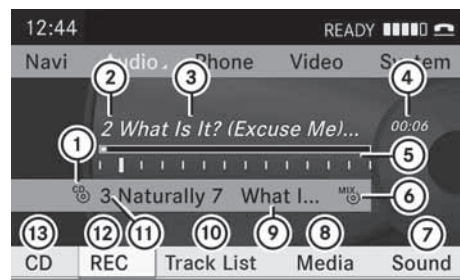 12:44 READY
Navi Audio Phone Video System
2 3 4
2 What Is It? (Excuse Me)... 00:06
1 5
CD 3 Naturally 7 What I... MIX 6
13 12 11 10 9 8 7
CD REC Track List Media Sound